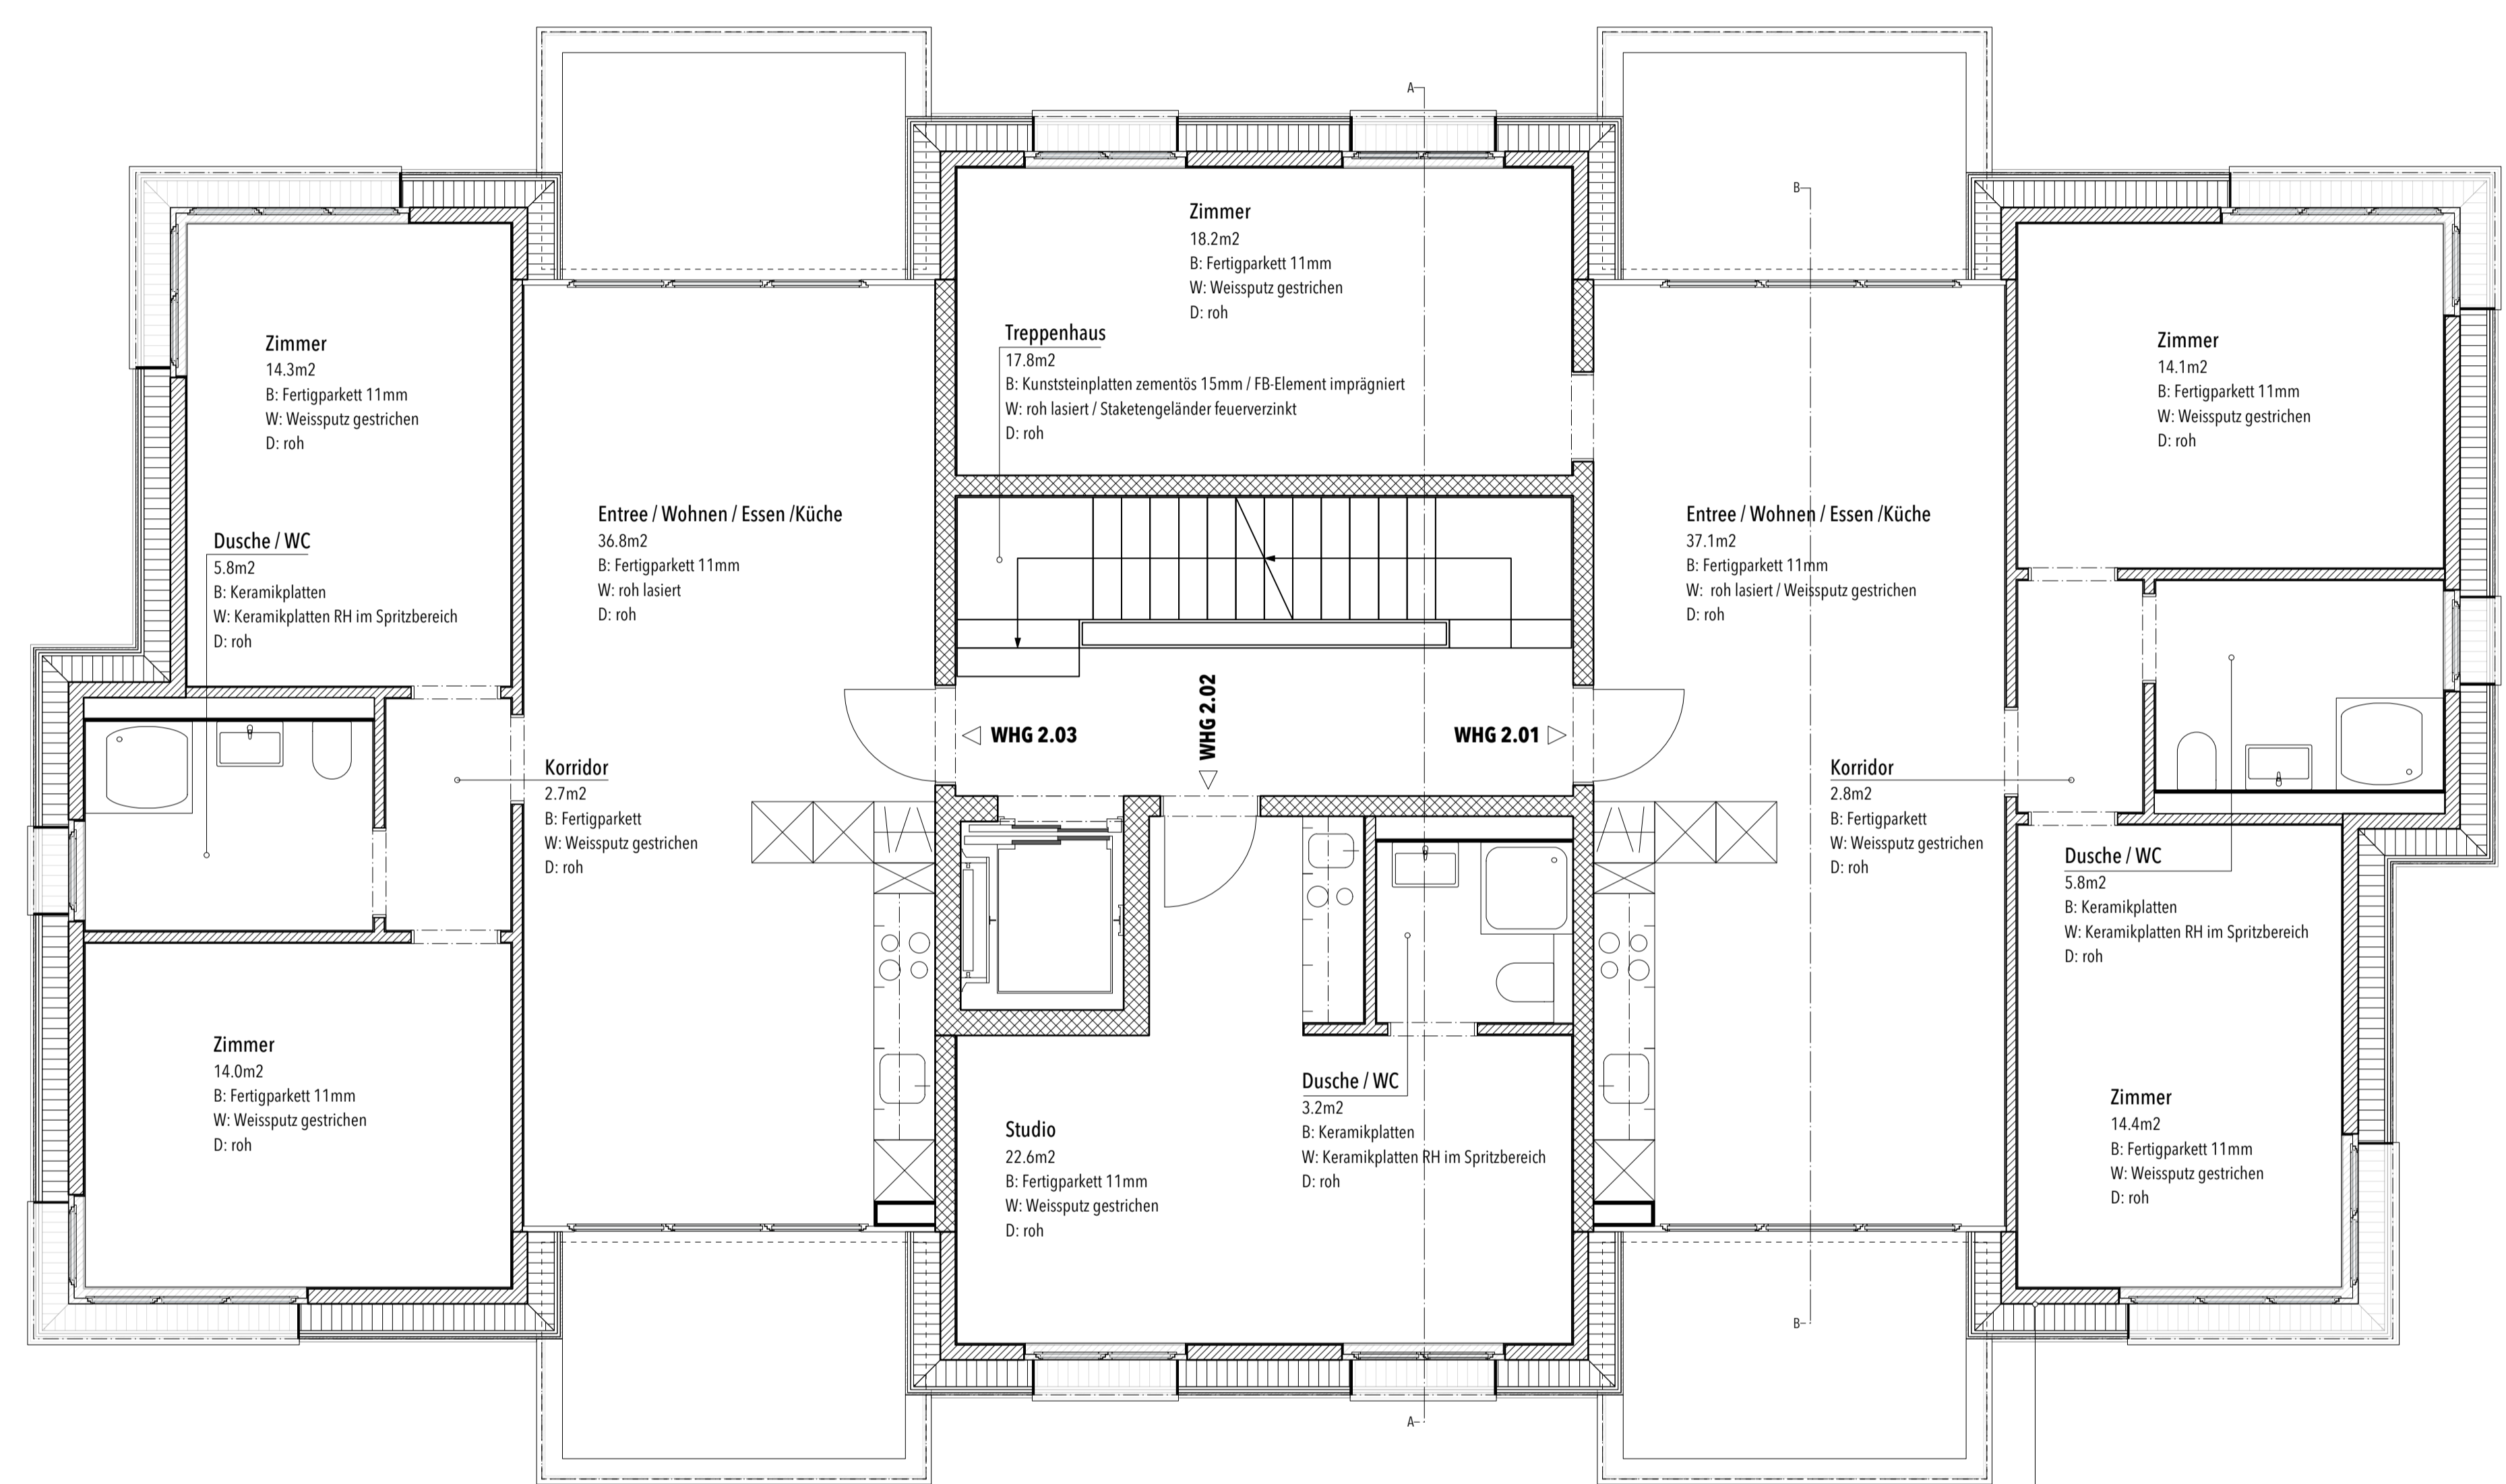 A
B
Zimmer
18.2m2
B: Fertigparkett 11mm
W: Weissputz gestrichen
D: roh
Treppenhaus
17.8m2
B: Kunststeinplatten zementös 15mm / FB-Element imprägniert
W: roh lasiert / Staketengeländer feuerverzinkt
D: roh
Zimmer
14.3m2
B: Fertigparkett 11mm
W: Weissputz gestrichen
D: roh
Zimmer
14.1m2
B: Fertigparkett 11mm
W: Weissputz gestrichen
D: roh
Dusche / WC
5.8m2
B: Keramikplatten
W: Keramikplatten RH im Spritzbereich
D: roh
Entree / Wohnen / Essen /Küche
36.8m2
B: Fertigparkett 11mm
W: roh lasiert
D: roh
Entree / Wohnen / Essen /Küche
37.1m2
B: Fertigparkett 11mm
W: roh lasiert / Weissputz gestrichen
D: roh
WHG 2.03
WHG 2.02
WHG 2.01
Korridor
2.7m2
B: Fertigparkett
W: Weissputz gestrichen
D: roh
Korridor
2.8m2
B: Fertigparkett
W: Weissputz gestrichen
D: roh
Dusche / WC
5.8m2
B: Keramikplatten
W: Keramikplatten RH im Spritzbereich
D: roh
Zimmer
14.0m2
B: Fertigparkett 11mm
W: Weissputz gestrichen
D: roh
Studio
22.6m2
B: Fertigparkett 11mm
W: Weissputz gestrichen
D: roh
Dusche / WC
3.2m2
B: Keramikplatten
W: Keramikplatten RH im Spritzbereich
D: roh
Zimmer
14.4m2
B: Fertigparkett 11mm
W: Weissputz gestrichen
D: roh
B
A